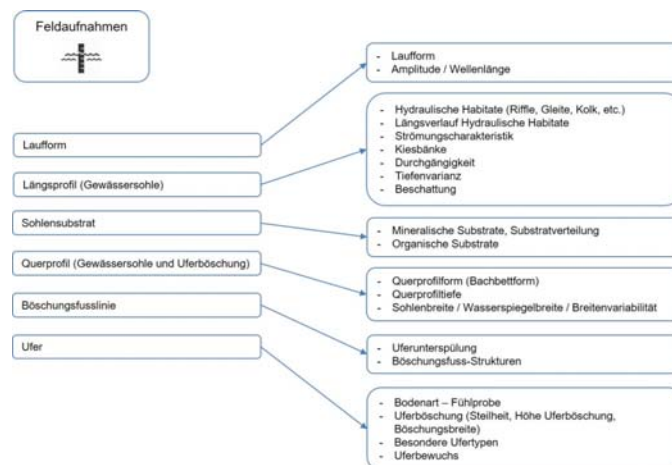 Feldaufnahmen
Laufform
Längsprofil (Gewässersohle)
Sohlensubstrat
Querprofil (Gewässersohle und Uferböschung)
Böschungsfusslinie
Ufer
- Laufform
- Amplitude / Wellenlänge
- Hydraulische Habitate (Riffle, Gleite, Kolk, etc.)
- Längsverlauf Hydraulische Habitate
- Strömungscharakteristik
- Kiesbänke
- Durchgängigkeit
- Tiefenvarianz
- Beschattung
- Mineralische Substrate, Substratverteilung
- Organische Substrate
- Querprofilform (Bachbettform)
- Querprofiltiefe
- Sohlenbreite / Wasserspiegelbreite / Breitenvariabilität
- Uferunterspülung
- Böschungsfuss-Strukturen
- Bodenart – Fühlprobe
- Uferböschung (Steilheit, Höhe Uferböschung,
Böschungsbreite)
- Besondere Ufertypen
- Uferbewuchs